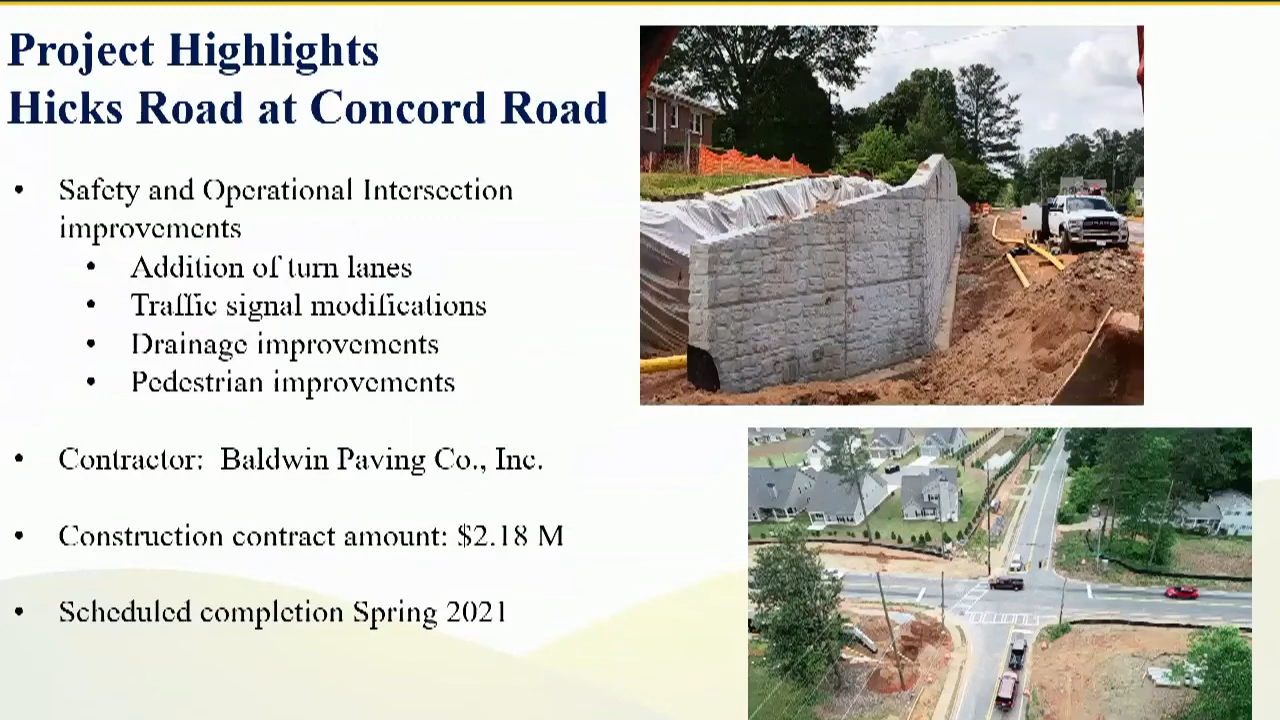 Project Highlights
Hicks Road at Concord Road
• Safety and Operational Intersection
improvements
• Addition of turn lanes
• Traffic signal modifications
• Drainage improvements
• Pedestrian improvements
• Contractor: Baldwin Paving Co., Inc.
• Construction contract amount: $2.18 M
• Scheduled completion Spring 2021